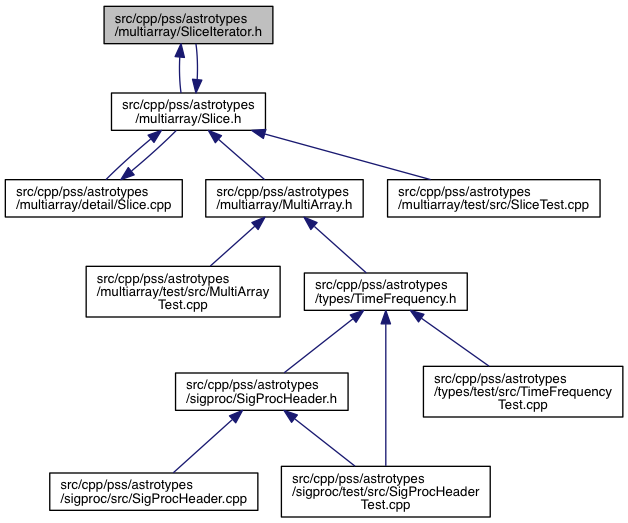 src/cpp/pss/astrotypes
/multiarray/SliceIterator.h
src/cpp/pss/astrotypes
/multiarray/Slice.h
src/cpp/pss/astrotypes
/multiarray/detail/Slice.cpp
src/cpp/pss/astrotypes
/multiarray/MultiArray.h
src/cpp/pss/astrotypes
/multiarray/test/src/SliceTest.cpp
src/cpp/pss/astrotypes
/multiarray/test/src/MultiArray
Test.cpp
src/cpp/pss/astrotypes
/types/TimeFrequency.h
src/cpp/pss/astrotypes
/sigproc/SigProcHeader.h
src/cpp/pss/astrotypes
/types/test/src/TimeFrequency
Test.cpp
src/cpp/pss/astrotypes
/sigproc/src/SigProcHeader.cpp
src/cpp/pss/astrotypes
/sigproc/test/src/SigProcHeader
Test.cpp